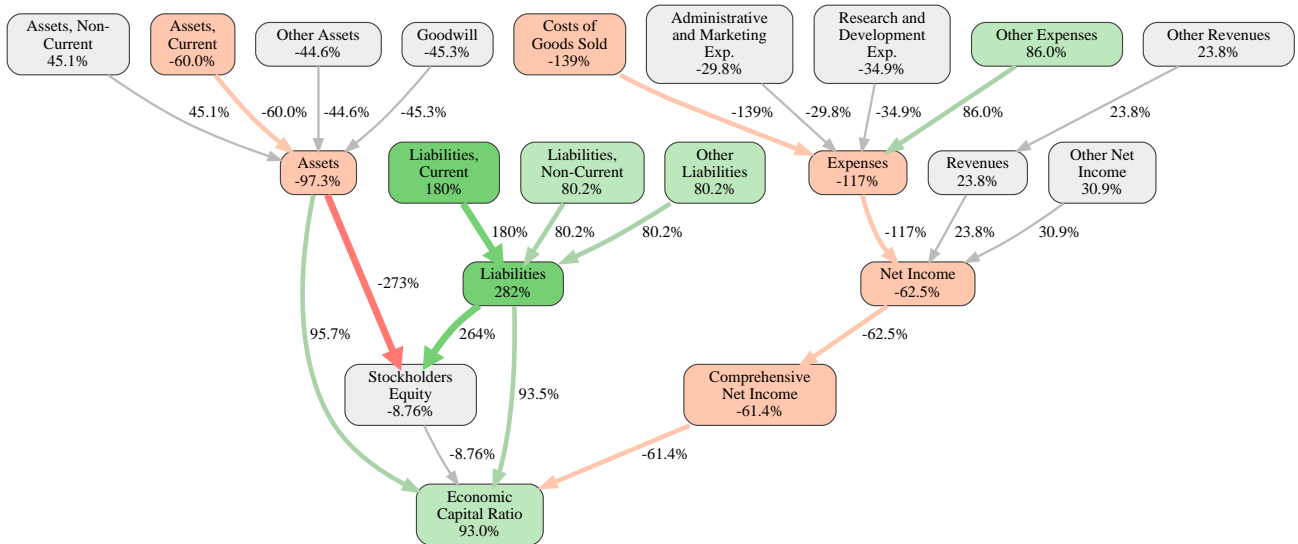 Assets, Non-
Current
45.1%
Assets,
Current
-60.0%
Other Assets
-44.6%
Goodwill
-45.3%
Costs of
Goods Sold
-139%
Administrative
and Marketing
Exp.
-29.8%
Research and
Development
Exp.
-34.9%
Other Expenses
86.0%
Other Revenues
23.8%
45.1%
-60.0%
-44.6%
-45.3%
-139%
-29.8%
-34.9%
86.0%
23.8%
Assets
-97.3%
Liabilities,
Current
180%
Liabilities,
Non-Current
80.2%
Other
Liabilities
80.2%
Expenses
-117%
Revenues
23.8%
Other Net
Income
30.9%
180%
80.2%
80.2%
-117%
23.8%
30.9%
-273%
Liabilities
282%
Net Income
-62.5%
95.7%
264%
93.5%
-62.5%
Stockholders
Equity
-8.76%
Comprehensive
Net Income
-61.4%
-8.76%
-61.4%
Economic
Capital Ratio
93.0%